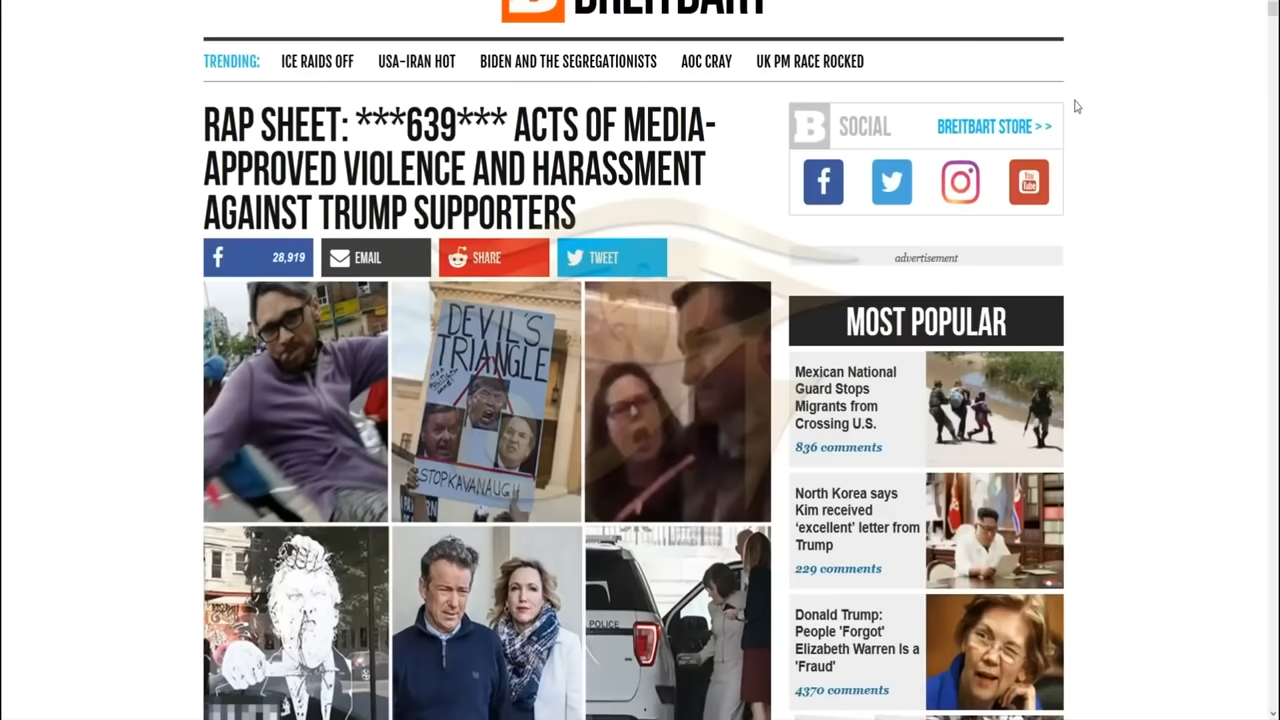 BREITBART
TRENDING: ICE RAIDS OFF USA-IRAN HOT BIDEN AND THE SEGREGATIONISTS AOC CRAY UK PM RACE ROCKED
RAP SHEET: ***639*** ACTS OF MEDIA-
APPROVED VIOLENCE AND HARASSMENT
AGAINST TRUMP SUPPORTERS
28,919 EMAIL SHARE TWEET
DEVIL'S
TRIANGLE
STOPKAVANAUGH
POLICE
B SOCIAL BREITBART STORE > >
You
Tube
advertisement
MOST POPULAR
Mexican National
Guard Stops
Migrants from
Crossing U.S.
836 comments
North Korea says
Kim received
‘excellent’ letter from
Trump
229 comments
Donald Trump:
People 'Forgot'
Elizabeth Warren Is a
'Fraud'
4370 comments